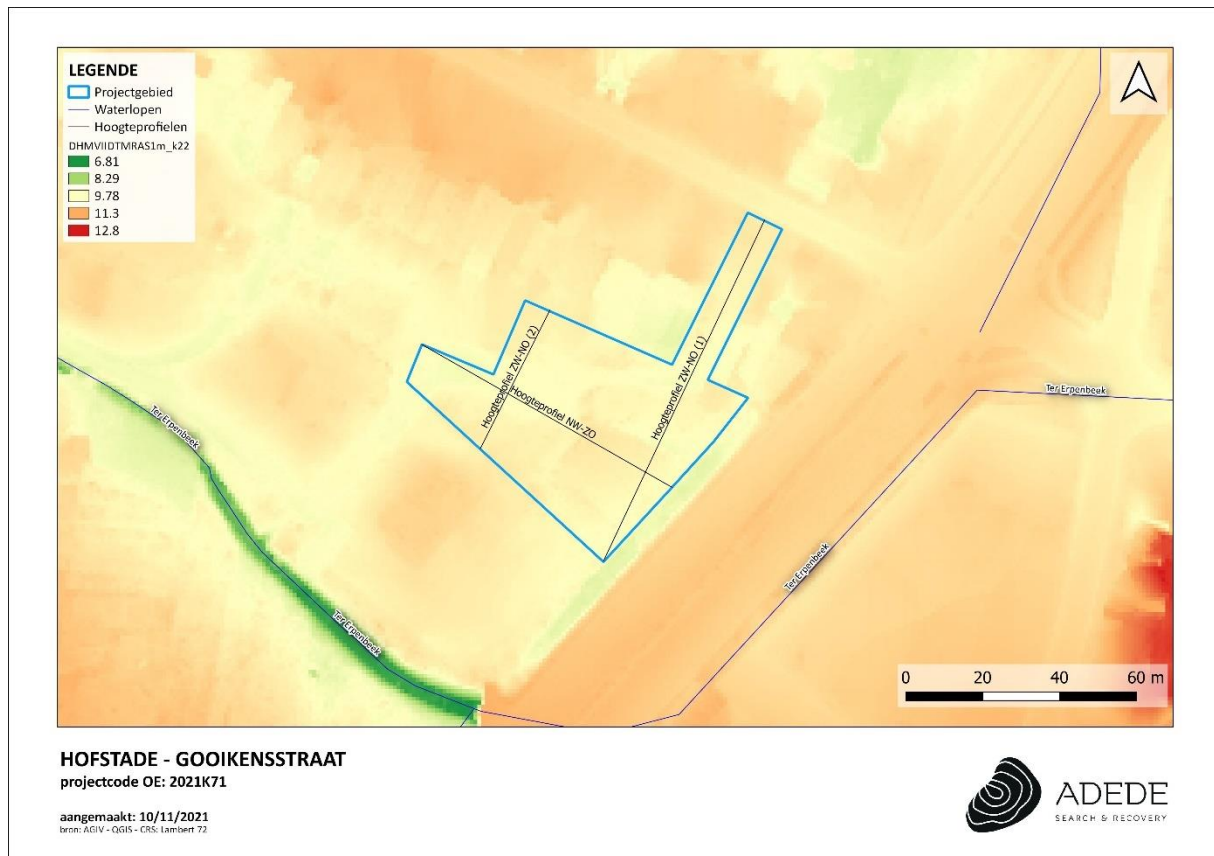 LEGENDE
Projectgebied
Waterlopen
Hoogteprofielen
DHMVIIDTMRAS1m_k22
6.81
8.29
9.78
11.3
12.8
Hoogteprofiel ZW-NO (2)
Hoogteprofiel NW-ZO
Hoogteprofiel ZW-NO (1)
Ter Erpenbeek
Ter Erpenbeek
Ter Erpenbeek
Ter Erpenbeek
0 20 40 60 m
HOFSTADE - GOOIKENSSTRAAT
projectcode OE: 2021K71
aangemaakt: 10/11/2021
bron: AGIV - QGIS - CRS: Lambert 72
ADEDE
SEARCH & RECOVERY